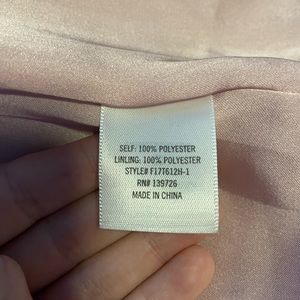 SELF: 100% POLYESTER
LINLING: 100% POLYESTER
STYLE# F17T612H-1
RN# 139726
MADE IN CHINA